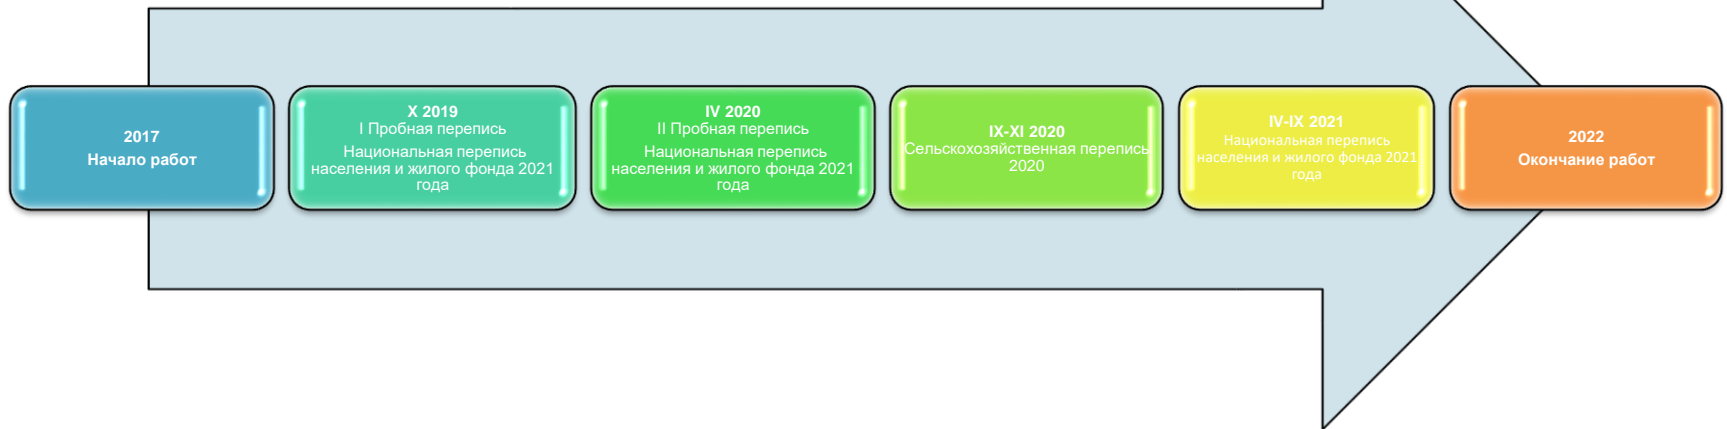 2017
Начало работ
X 2019
I Пробная перепись
Национальная перепись
населения и жилого фонда 2021
года
IV 2020
II Пробная перепись
Национальная перепись
населения и жилого фонда 2021
года
IX-XI 2020
Сельскохозяйственная перепись
2020
IV-IX 2021
Национальная перепись
населения и жилого фонда 2021
года
2022
Окончание работ